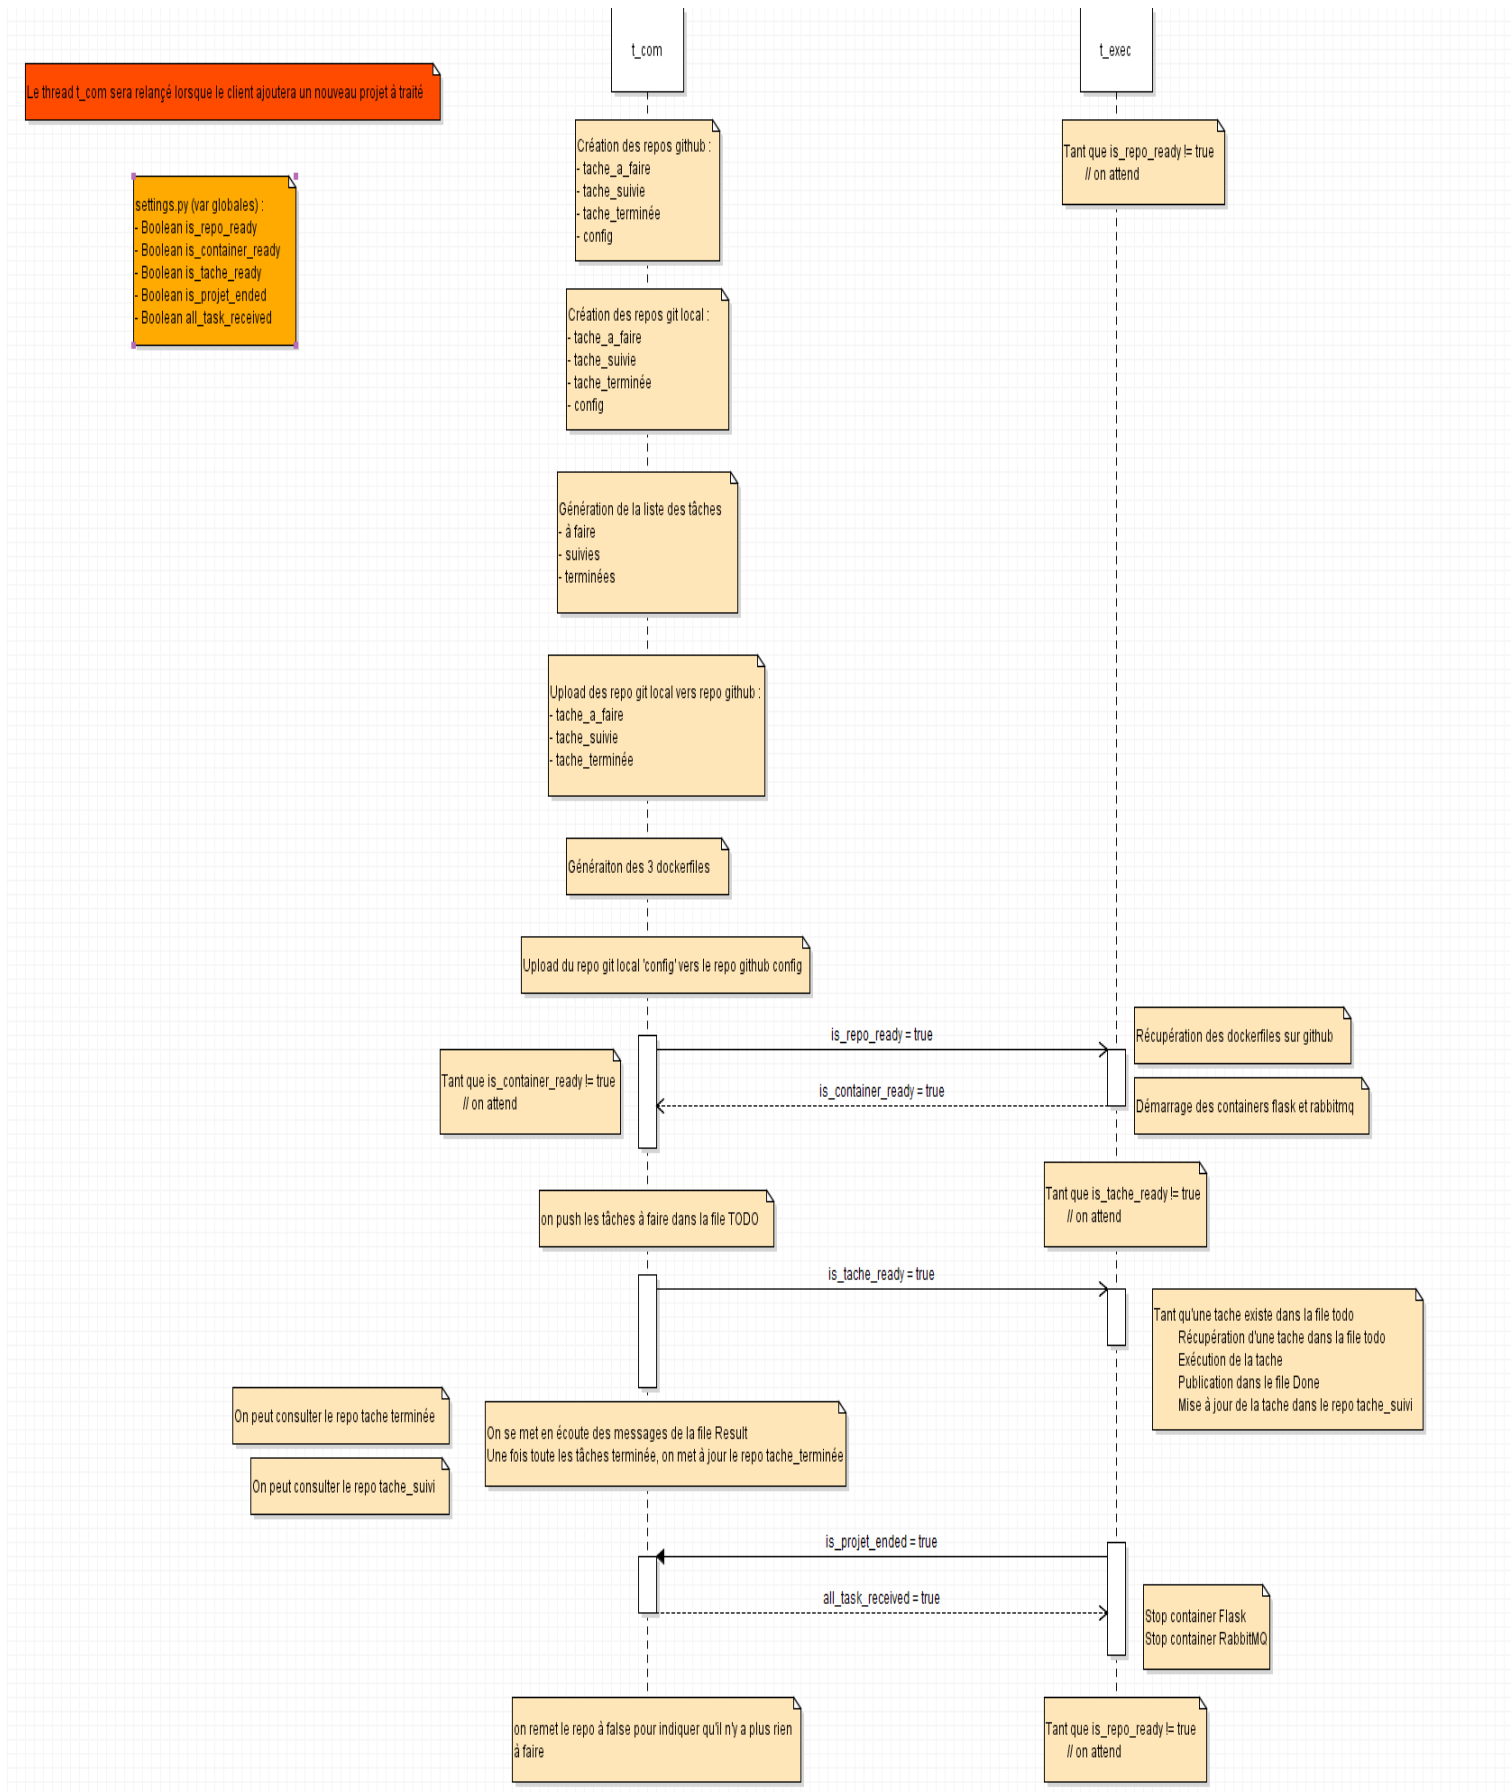 t_com
t_exec
Le thread t_com sera relançé lorsque le client ajoutera un nouveau projet à traité
settings.py (var globales) :
- Boolean is_repo_ready
- Boolean is_container_ready
- Boolean is_tache_ready
- Boolean is_projet_ended
- Boolean all_task_received
Création des repos github :
- tache_a_faire
- tache_suivie
- tache_terminée
- config
Tant que is_repo_ready != true
// on attend
Création des repos git local :
- tache_a_faire
- tache_suivie
- tache_terminée
- config
Génération de la liste des tâches
- à faire
- suivies
- terminées
Upload des repo git local vers repo github :
- tache_a_faire
- tache_suivie
- tache_terminée
Généraiton des 3 dockerfiles
Upload du repo git local 'config' vers le repo github config
is_repo_ready = true
Récupération des dockerfiles sur github
Tant que is_container_ready != true
// on attend
is_container_ready = true
Démarrage des containers flask et rabbitmq
Tant que is_tache_ready != true
// on attend
on push les tâches à faire dans la file TODO
is_tache_ready = true
Tant qu'une tache existe dans la file todo
Récupération d'une tache dans la file todo
Exécution de la tache
Publication dans le file Done
Mise à jour de la tache dans le repo tache_suivi
On peut consulter le repo tache terminée
On se met en écoute des messages de la file Result
Une fois toute les tâches terminée, on met à jour le repo tache_terminée
On peut consulter le repo tache_suivi
is_projet_ended = true
all_task_received = true
Stop container Flask
Stop container RabbitMQ
on remet le repo à false pour indiquer qu'il n'y a plus rien
à faire
Tant que is_repo_ready != true
// on attend